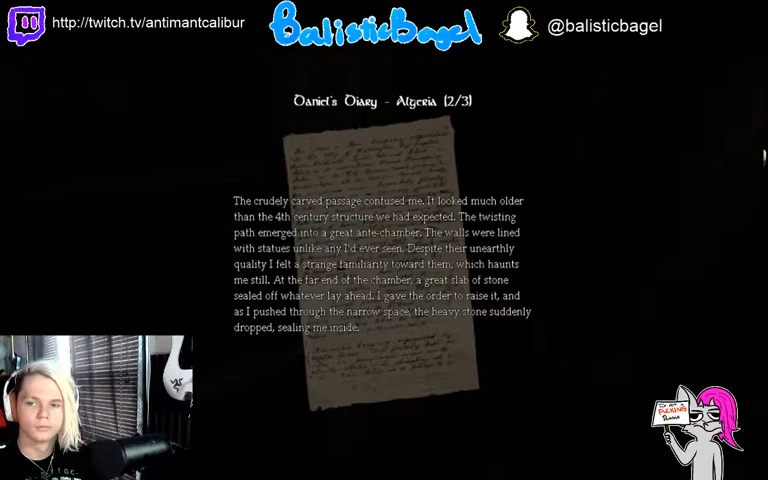 http://twitch.tv/antimantcalibur
BalisticBagel
@balisticbagel
Daniel's Diary - Algeria (2/3)
The crudely carved passage confused me. It looked much older
than the 4th century structure we had expected. The twisting
path emerged into a great ante-chamber. The walls were lined
with statues unlike any I'd ever seen. Despite their unearthly
quality I felt a strange familiarity toward them, which haunts
me still. At the far end of the chamber, a great slab of stone
sealed off whatever lay ahead. I gave the order to raise it, and
as I pushed through the narrow space, the heavy stone suddenly
dropped, sealing me inside.